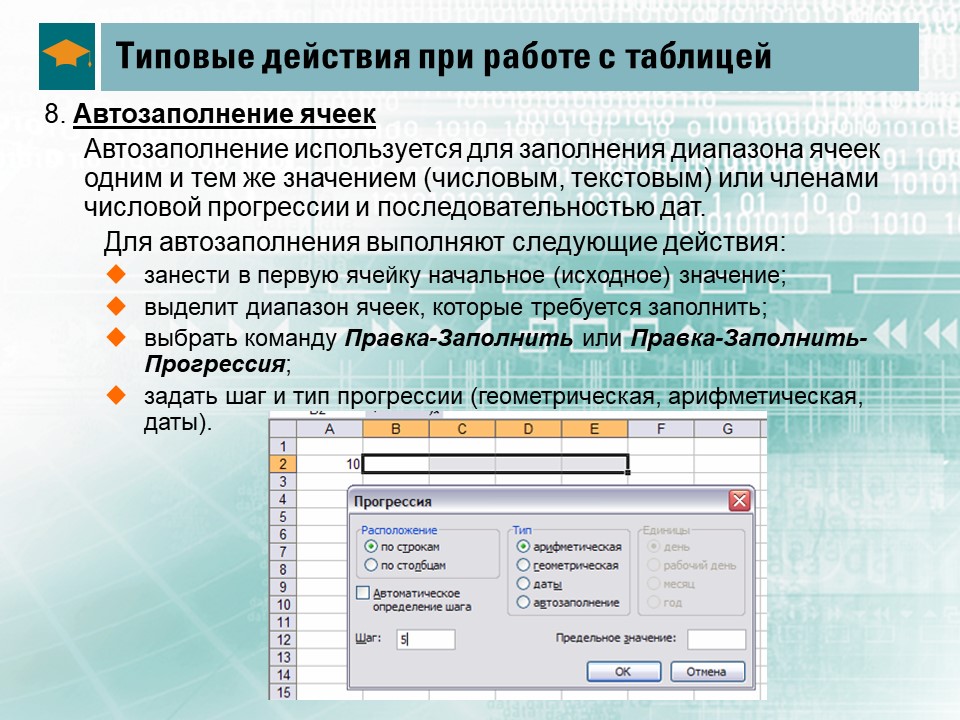 Типовые действия при работе с таблицей
8. Автозаполнение ячеек
Автозаполнение используется для заполнения диапазона ячеек
одним и тем же значением (числовым, текстовым) или членами
числовой прогрессии и последовательностью дат.
Для автозаполнения выполняют следующие действия:
занести в первую ячейку начальное (исходное) значение;
выделит диапазон ячеек, которые требуется заполнить;
выбрать команду Правка-Заполнить или Правка-Заполнить-
Прогрессия;
задать шаг и тип прогрессии (геометрическая, арифметическая,
даты).
A B C D E F G
1
2 10
3
4
5
6
7
8
9
10
11
12
13
14
15
Прогрессия
Расположение Тип Единицы
по строкам арифметическая день
по столбцам геометрическая рабочий день
даты месяц
автозаполнение год
Автоматическое
определение шага
Шаг: 5 Предельное значение:
OK Отмена